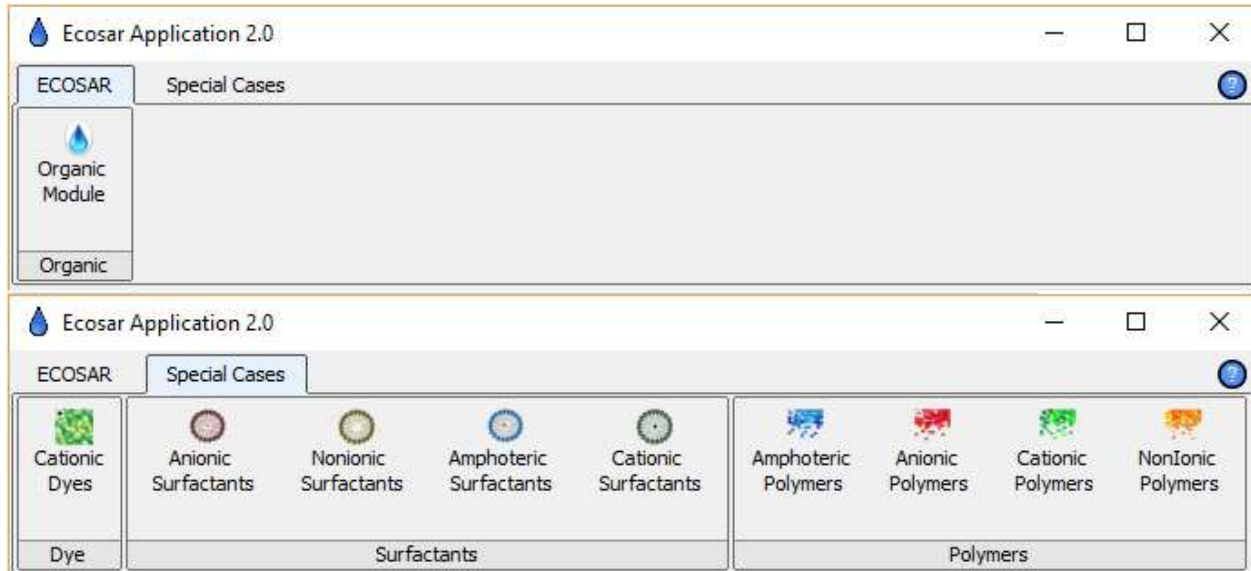 Ecosar Application 2.0
ECOSAR Special Cases ?
Organic
Module
Organic
Ecosar Application 2.0
ECOSAR Special Cases ?
Cationic Anionic Nonionic Amphoteric Cationic Amphoteric Anionic Cationic NonIonic
Dyes Surfactants Surfactants Surfactants Surfactants Polymers Polymers Polymers Polymers
Dye Surfactants Polymers